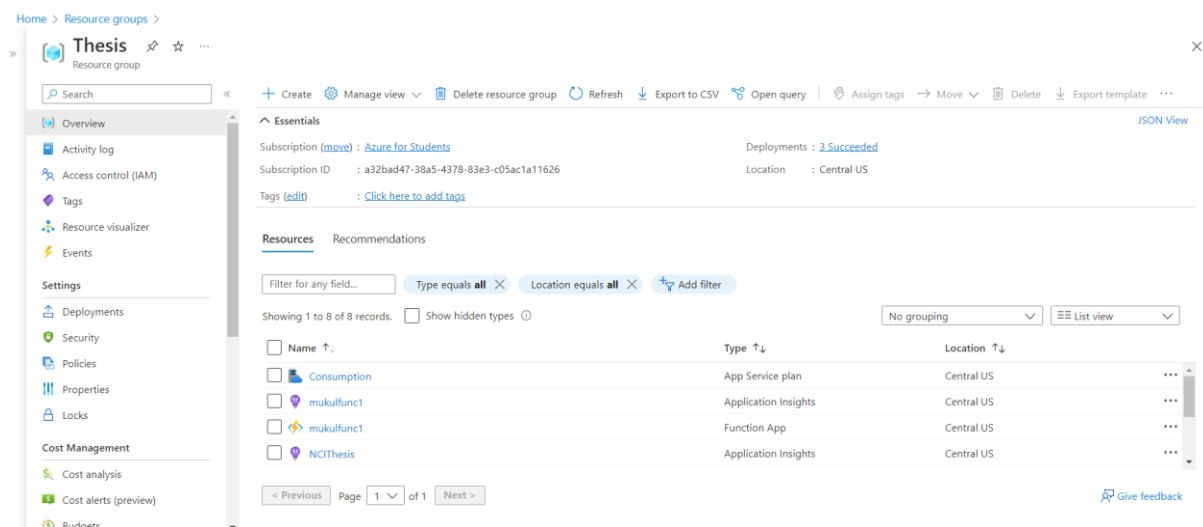 Home > Resource groups >
Thesis
Resource group
Search
Create Manage view Delete resource group Refresh Export to CSV Open query Assign tags Move Delete Export template
Overview
Activity log
Access control (IAM)
Tags
Resource visualizer
Events
Settings
Deployments
Security
Policies
Properties
Locks
Cost Management
Cost analysis
Cost alerts (preview)
Budgets
Essentials
JSON View
Subscription (move) : Azure for Students
Deployments : 3 Succeeded
Subscription ID : a32bad47-38a5-4378-83e3-c05ac1a11626
Location : Central US
Tags (edit) : Click here to add tags
Resources Recommendations
Filter for any field... Type equals all Location equals all Add filter
Showing 1 to 8 of 8 records. Show hidden types No grouping List view
Name Type Location
Consumption App Service plan Central US
mukulfunc1 Application Insights Central US
mukulfunc1 Function App Central US
NCIThesis Application Insights Central US
< Previous Page 1 of 1 Next >
Give feedback